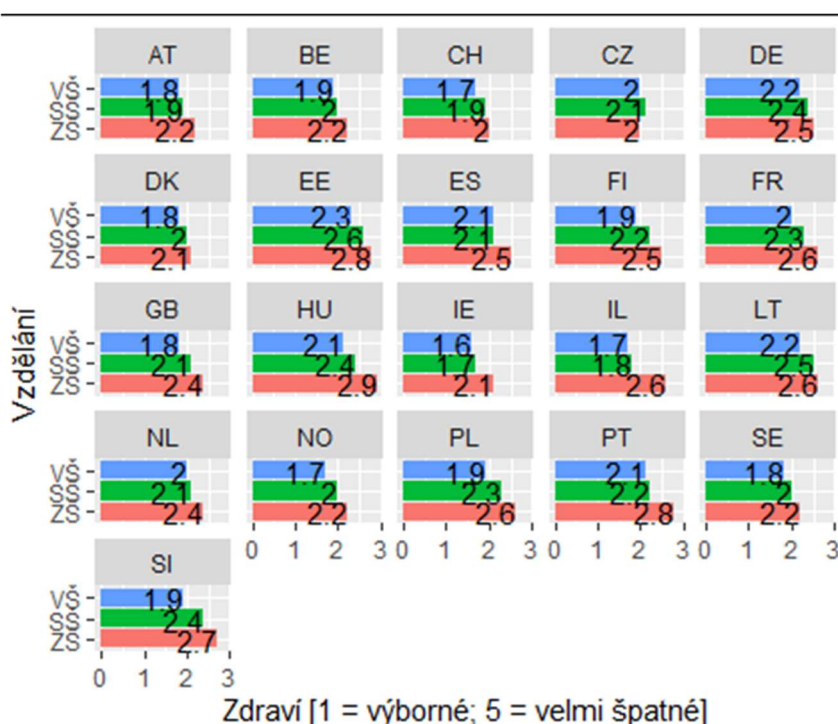 AT BE CH CZ DE
VŠ 1.8 1.9 1.7 2 2.2
SŠ 1.9 2 1.9 2.1 2.4
ZŠ 2.2 2.2 2 2 2.5
DK EE ES FI FR
VŠ 1.8 2.3 2.1 1.9 2
SŠ 2 2.6 2.1 2.2 2.3
ZŠ 2.1 2.8 2.5 2.5 2.6
GB HU IE IL LT
VŠ 1.8 2.1 1.6 1.7 2.2
SŠ 2.1 2.4 1.7 1.8 2.5
ZŠ 2.4 2.9 2.1 2.6 2.6
Vzdělání
NL NO PL PT SE
VŠ 2 1.7 1.9 2.1 1.8
SŠ 2.1 2 2.3 2.2 2
ZŠ 2.4 2.2 2.6 2.8 2.2
0 1 2 3 0 1 2 3 0 1 2 3 0 1 2 3
SI
VŠ 1.9
SŠ 2.4
ZŠ 2.7
0 1 2 3
Zdraví [1 = výborné; 5 = velmi špatné]